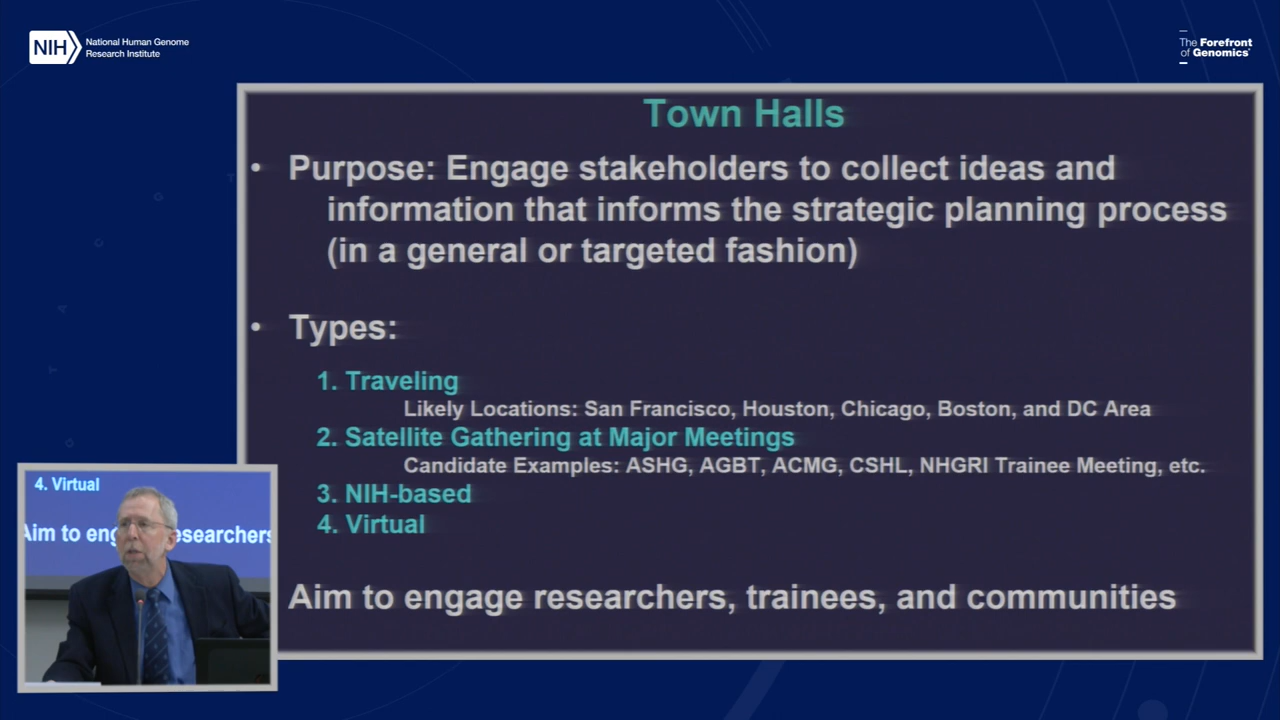 NIH
National Human Genome
Research Institute
The Forefront
of Genomics®
Town Halls
• Purpose: Engage stakeholders to collect ideas and
information that informs the strategic planning process
(in a general or targeted fashion)
• Types:
1. Traveling
Likely Locations: San Francisco, Houston, Chicago, Boston, and DC Area
2. Satellite Gathering at Major Meetings
Candidate Examples: ASHG, AGBT, ACMG, CSHL, NHGRI Trainee Meeting, etc.
3. NIH-based
4. Virtual
Aim to engage researchers, trainees, and communities
4. Virtual
Aim to eng esearchers